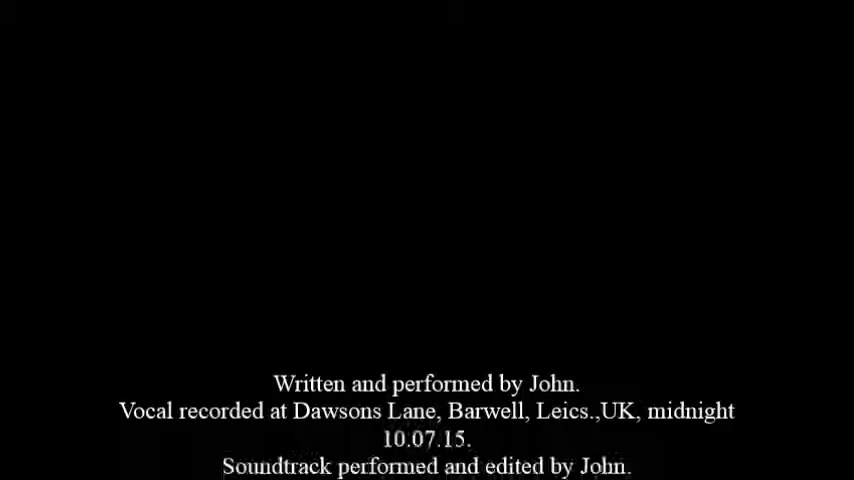 Written and performed by John.
Vocal recorded at Dawsons Lane, Barwell, Leics.,UK, midnight
10.07.15.
Soundtrack performed and edited by John.